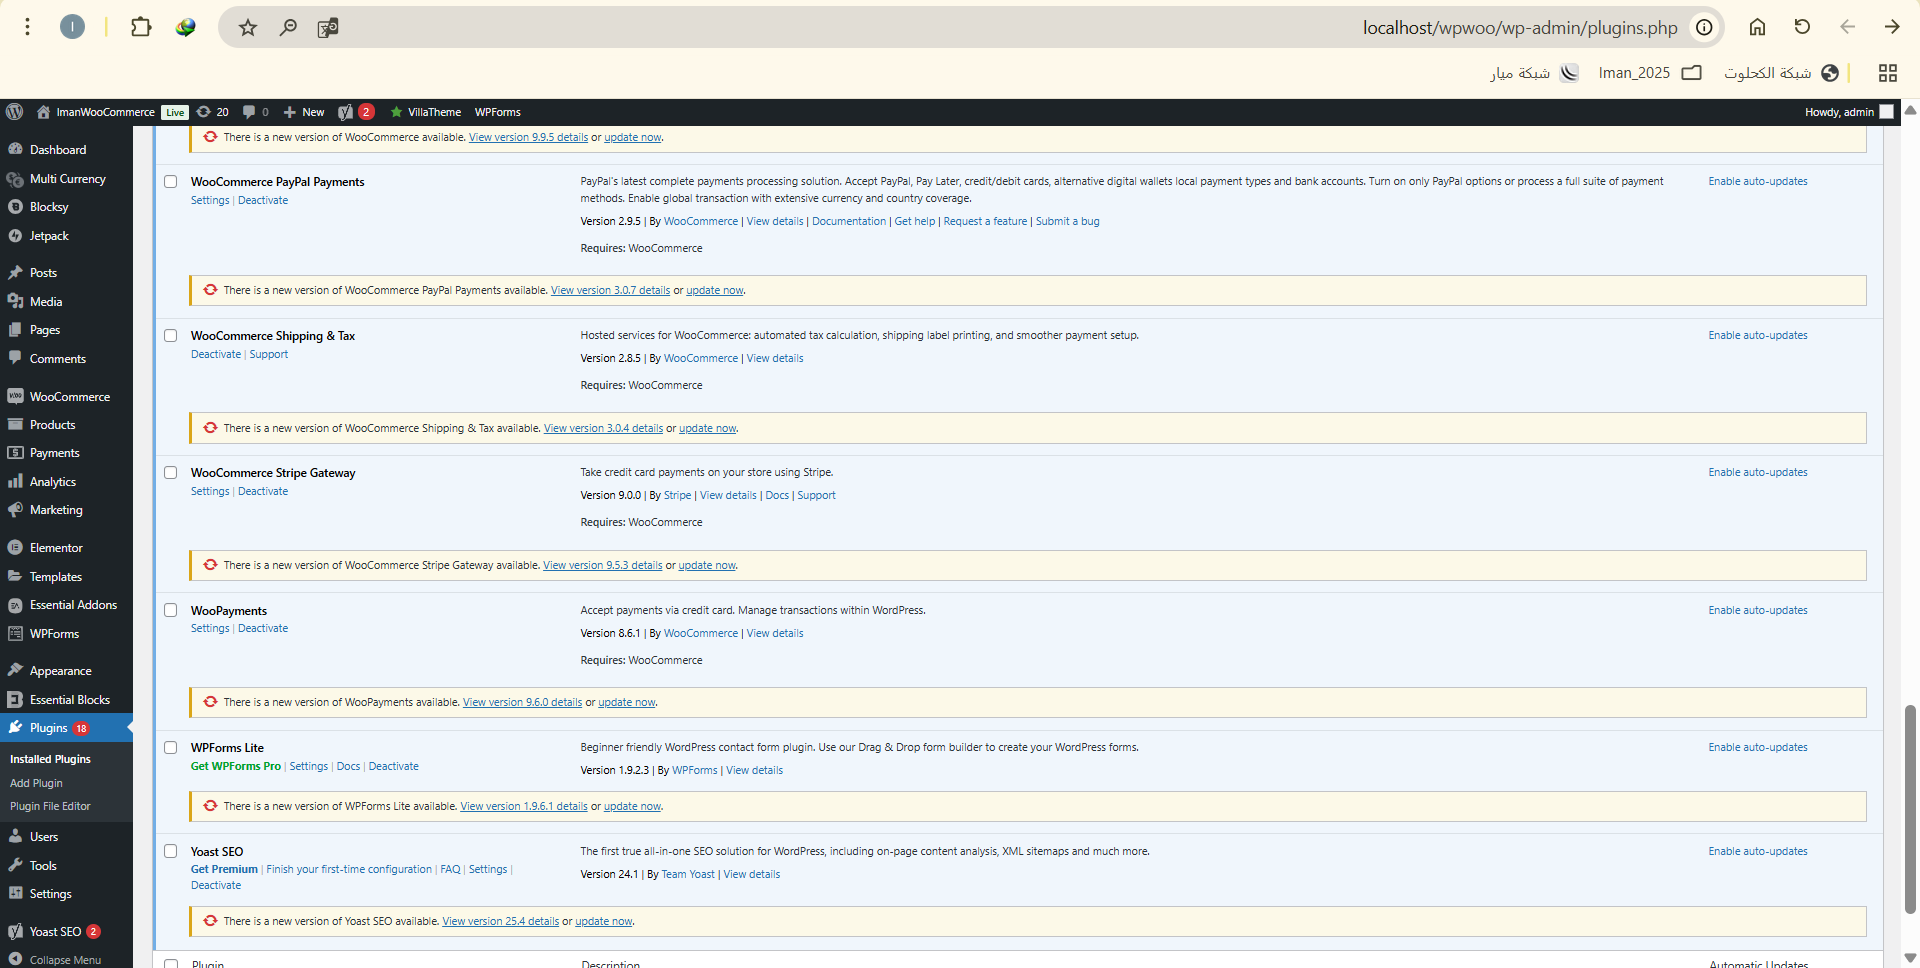 localhost/wpwoo/wp-admin/plugins.php
I
شبكة الكحلوت
Iman_2025
شبكة ميار
ImanWooCommerce Live 20 0 New 2 VillaTheme WPForms
Howdy, admin
Dashboard
Multi Currency
Blocksy
Jetpack
Posts
Media
Pages
Comments
WooCommerce
Products
Payments
Analytics
Marketing
Elementor
Templates
Essential Addons
WPForms
Appearance
Essential Blocks
Plugins 18
Installed Plugins
Add Plugin
Plugin File Editor
Users
Tools
Settings
Yoast SEO 2
Collapse Menu
There is a new version of WooCommerce available. View version 9.9.5 details or update now.
WooCommerce PayPal Payments
Settings | Deactivate
PayPal's latest complete payments processing solution. Accept PayPal, Pay Later, credit/debit cards, alternative digital wallets local payment types and bank accounts. Turn on only PayPal options or process a full suite of payment
methods. Enable global transaction with extensive currency and country coverage.
Version 2.9.5 | By WooCommerce | View details | Documentation | Get help | Request a feature | Submit a bug
Requires: WooCommerce
Enable auto-updates
There is a new version of WooCommerce PayPal Payments available. View version 3.0.7 details or update now.
WooCommerce Shipping & Tax
Deactivate | Support
Hosted services for WooCommerce: automated tax calculation, shipping label printing, and smoother payment setup.
Version 2.8.5 | By WooCommerce | View details
Requires: WooCommerce
Enable auto-updates
There is a new version of WooCommerce Shipping & Tax available. View version 3.0.4 details or update now.
WooCommerce Stripe Gateway
Settings | Deactivate
Take credit card payments on your store using Stripe.
Version 9.0.0 | By Stripe | View details | Docs | Support
Requires: WooCommerce
Enable auto-updates
There is a new version of WooCommerce Stripe Gateway available. View version 9.5.3 details or update now.
WooPayments
Settings | Deactivate
Accept payments via credit card. Manage transactions within WordPress.
Version 8.6.1 | By WooCommerce | View details
Requires: WooCommerce
Enable auto-updates
There is a new version of WooPayments available. View version 9.6.0 details or update now.
WPForms Lite
Get WPForms Pro | Settings | Docs | Deactivate
Beginner friendly WordPress contact form plugin. Use our Drag & Drop form builder to create your WordPress forms.
Version 1.9.2.3 | By WPForms | View details
Enable auto-updates
There is a new version of WPForms Lite available. View version 1.9.6.1 details or update now.
Yoast SEO
Get Premium | Finish your first-time configuration | FAQ | Settings |
Deactivate
The first true all-in-one SEO solution for WordPress, including on-page content analysis, XML sitemaps and much more.
Version 24.1 | By Team Yoast | View details
Enable auto-updates
There is a new version of Yoast SEO available. View version 25.4 details or update now.
Plugin
Description
Automatic Updates